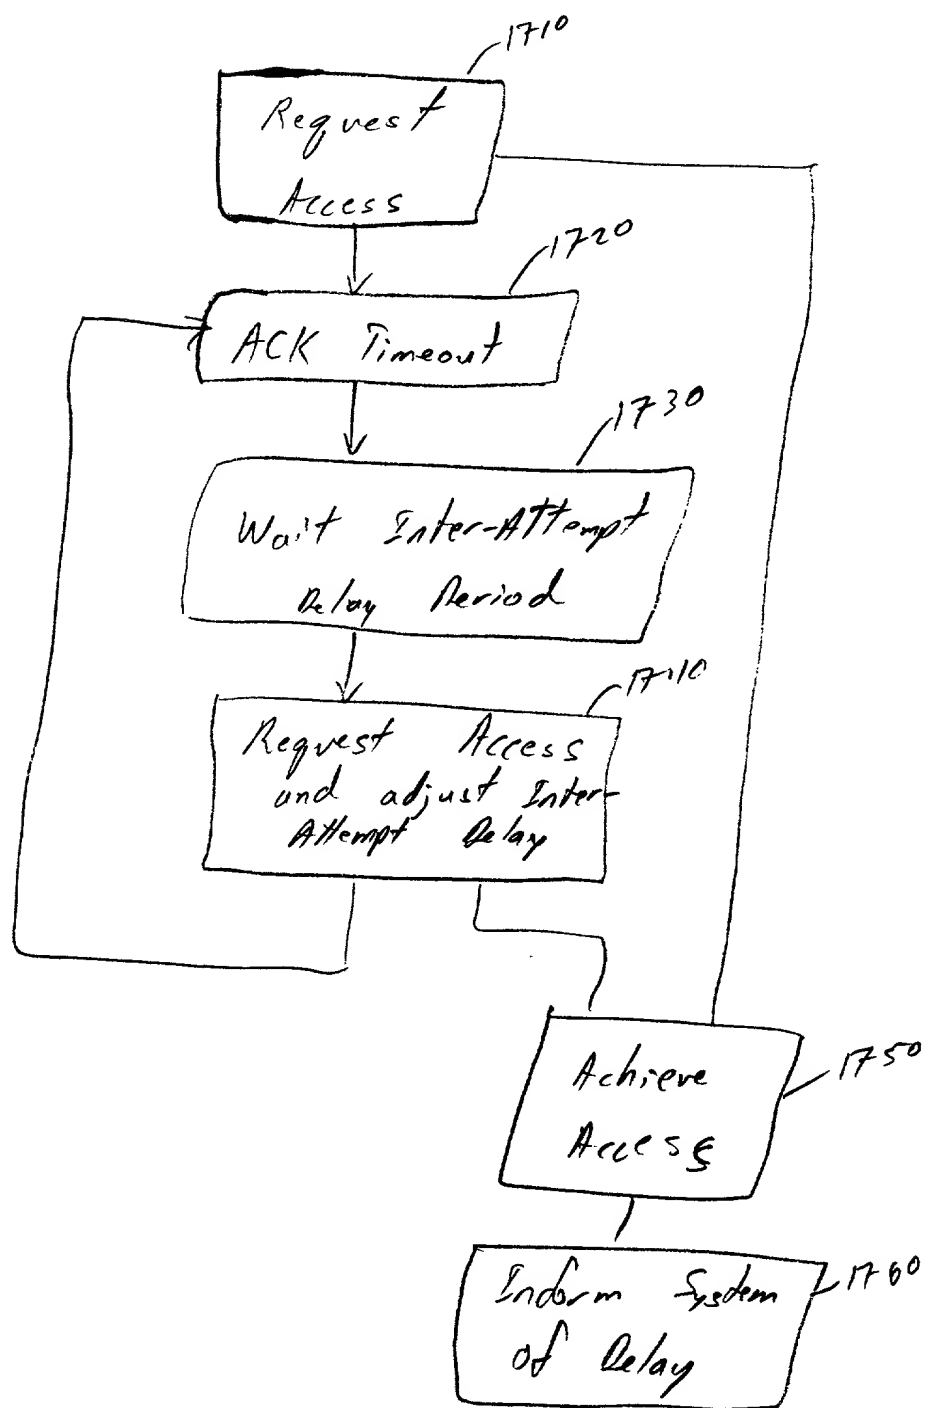 1710
Request
Access
1720
ACK Timeout
1730
Wait Inter-Attempt
Delay Period
1740
Request Access
and adjust Inter-
Attempt Delay
1750
Achieve
Access
1760
Inform System
of Delay